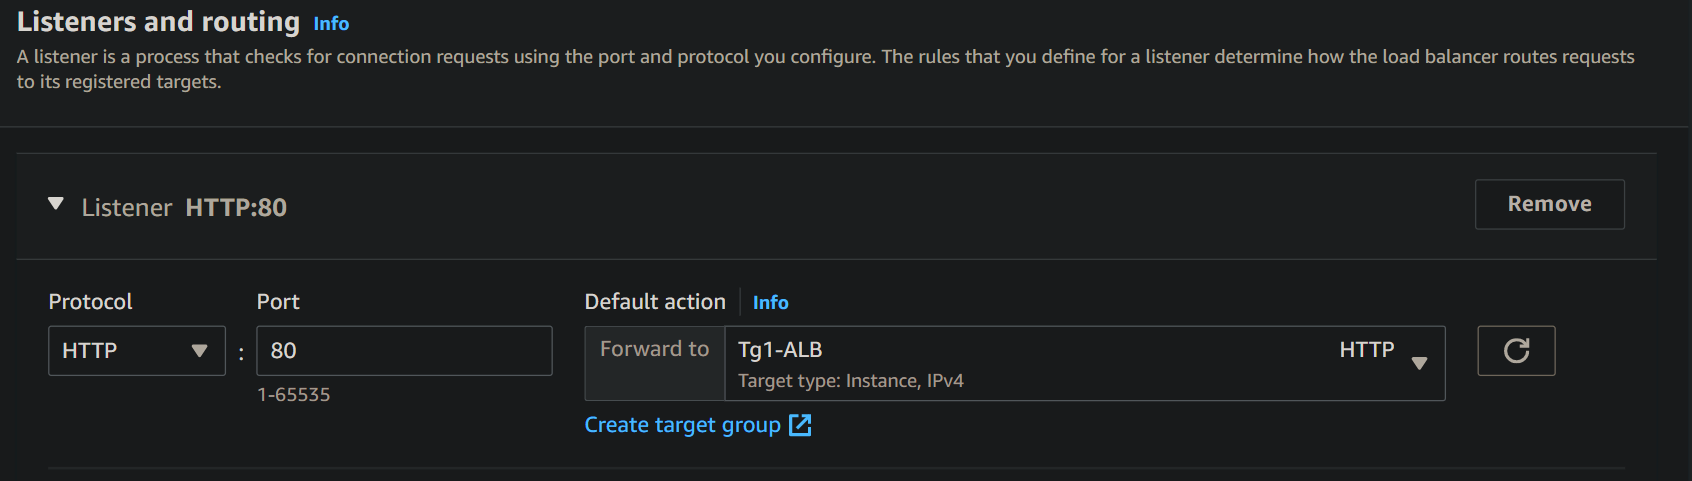 Listeners and routing Info
A listener is a process that checks for connection requests using the port and protocol you configure. The rules that you define for a listener determine how the load balancer routes requests
to its registered targets.
Listener HTTP:80
Remove
Protocol
Port
Default action Info
HTTP
:
80
Forward to
Tg1-ALB
HTTP
Target type: Instance, IPv4
1-65535
Create target group